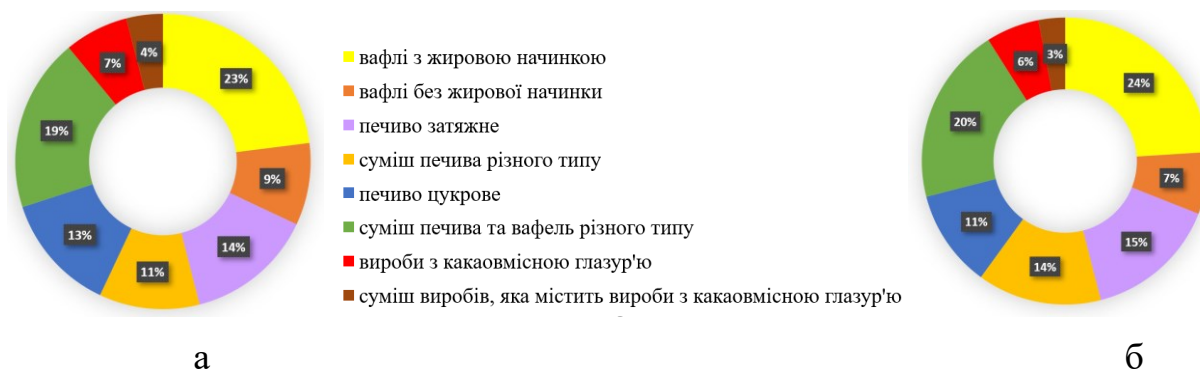 23%
9%
14%
11%
13%
19%
7%
4%
вафлі з жировою начинкою
вафлі без жирової начинки
печиво затяжне
суміш печива різного типу
печиво цукрове
суміш печива та вафель різного типу
вироби з какаовмісною глазур'ю
суміш виробів, яка містить вироби з какаовмісною глазур'ю
24%
7%
15%
14%
11%
20%
6%
3%
а
б